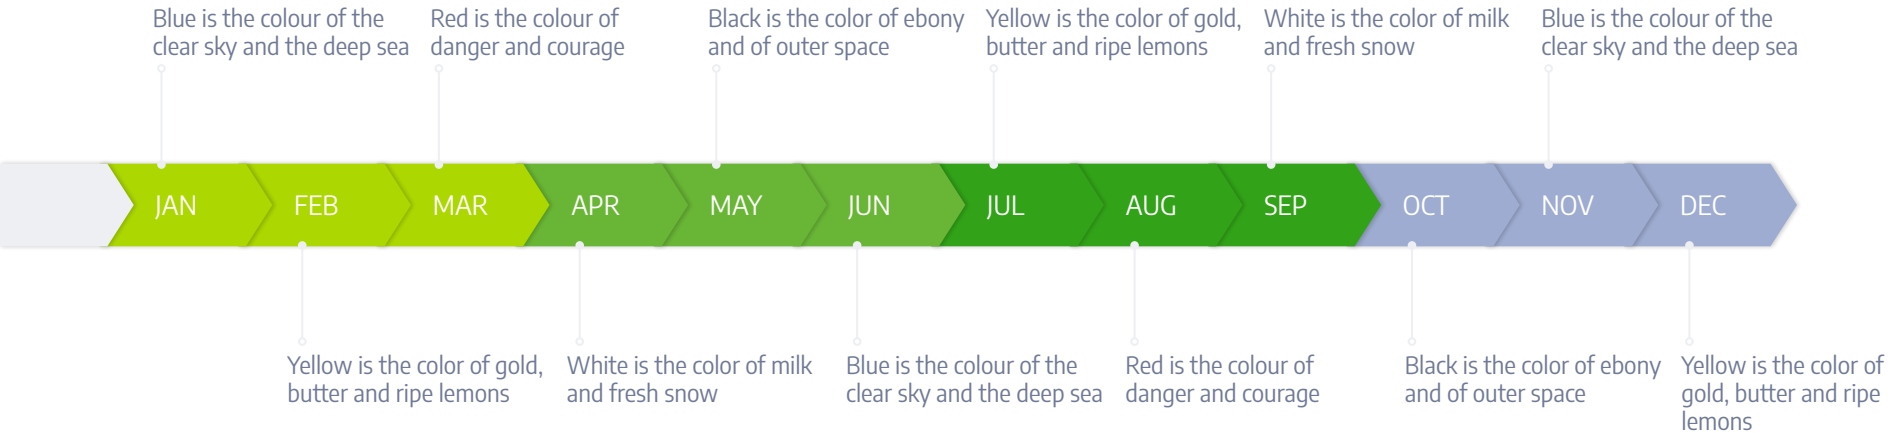 Blue is the colour of the
clear sky and the deep sea
Red is the colour of
danger and courage
Black is the color of ebony
and of outer space
Yellow is the color of gold,
butter and ripe lemons
White is the color of milk
and fresh snow
Blue is the colour of the
clear sky and the deep sea
JAN
FEB
MAR
APR
MAY
JUN
JUL
AUG
SEP
OCT
NOV
DEC
Yellow is the color of gold,
butter and ripe lemons
White is the color of milk
and fresh snow
Blue is the colour of the
clear sky and the deep sea
Red is the colour of
danger and courage
Black is the color of ebony
and of outer space
Yellow is the color of
gold, butter and ripe
lemons